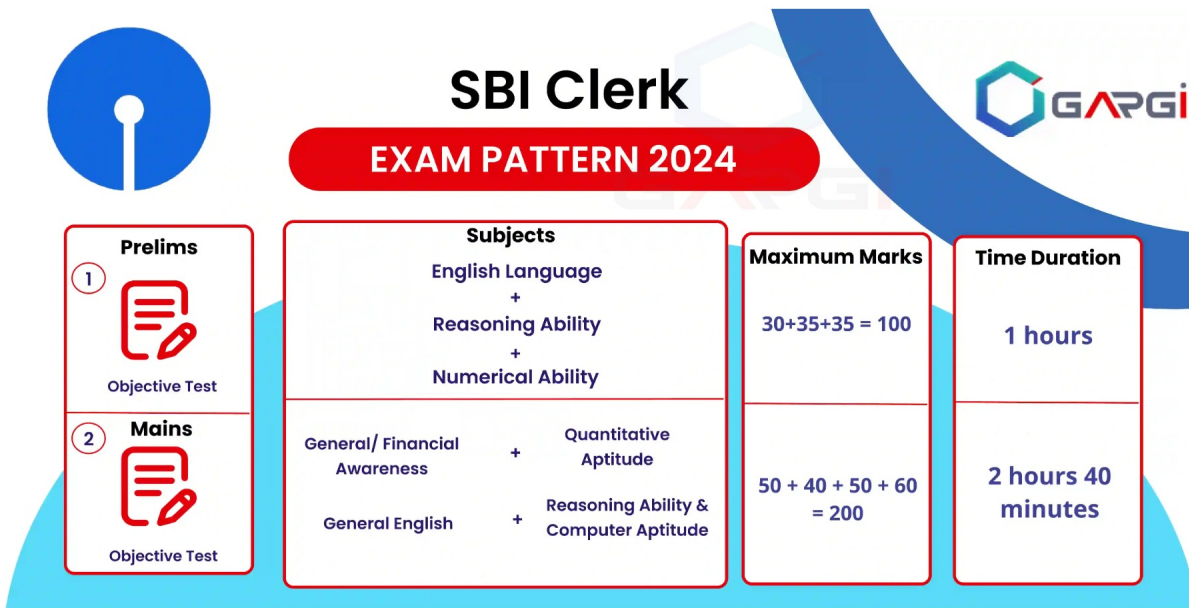 SBI Clerk
GARGi
EXAM PATTERN 2024
Prelims
1
Objective Test
Subjects
English Language
+
Reasoning Ability
+
Numerical Ability
Maximum Marks
30+35+35 = 100
Time Duration
1 hours
Mains
2
Objective Test
General/ Financial
Awareness
+
Quantitative
Aptitude
General English
+
Reasoning Ability &
Computer Aptitude
50 + 40 + 50 + 60
= 200
2 hours 40
minutes